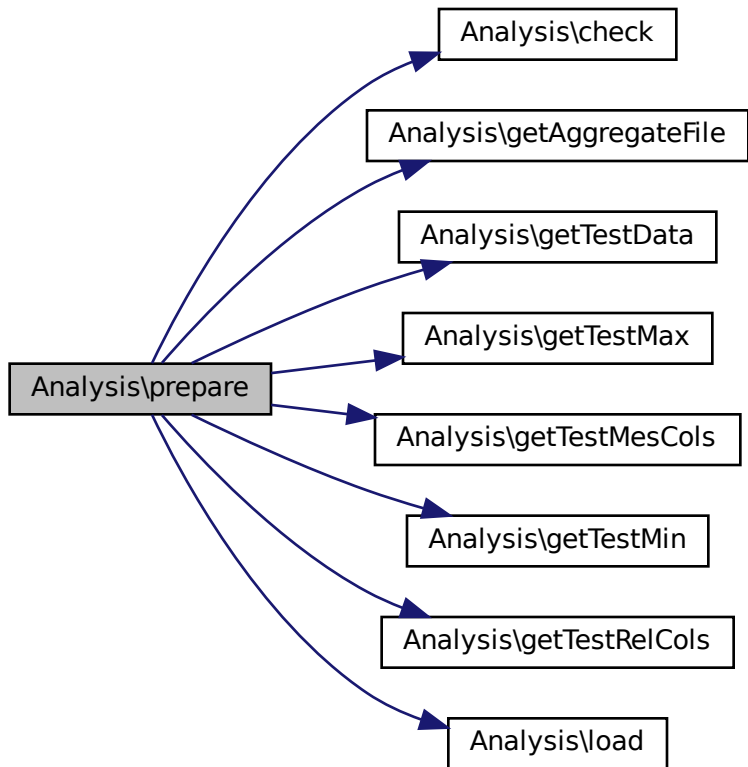 Analysis\check
Analysis\getAggregateFile
Analysis\getTestData
Analysis\getTestMax
Analysis\prepare
Analysis\getTestMesCols
Analysis\getTestMin
Analysis\getTestRelCols
Analysis\load